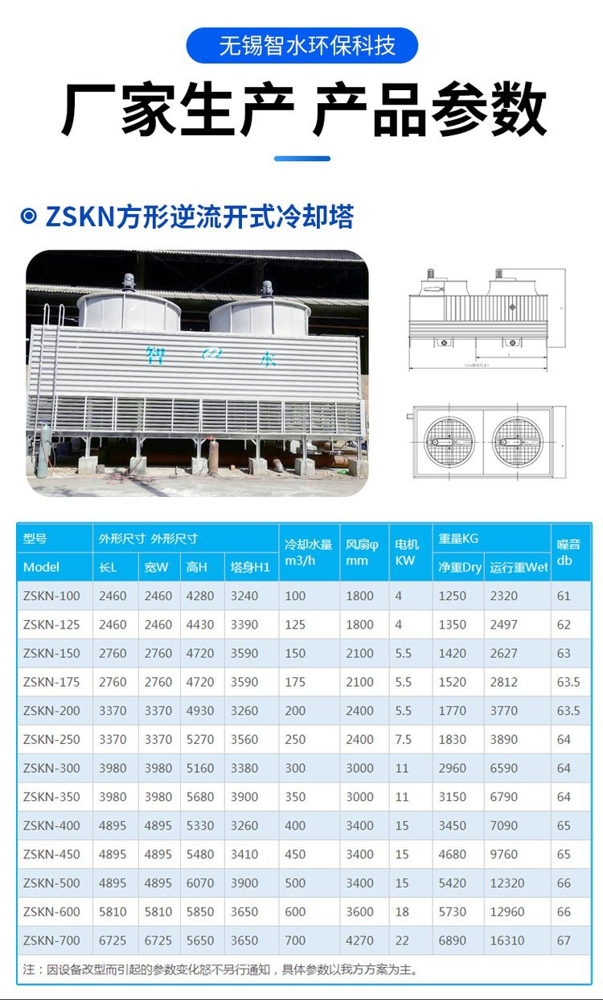 无锡智水环保科技
厂家生产 产品参数
ZSKN方形逆流开式冷却塔
智 水
型号 外形尺寸 外形尺寸 冷却水量 m3/h 风扇φ mm 电机 KW 重量KG 噪音 db
Model 长L 宽W 高H 塔身H1 净重Dry 运行重Wet
ZSKN-100 2460 2460 4280 3240 100 1800 4 1250 2320 61
ZSKN-125 2460 2460 4430 3390 125 1800 4 1350 2497 62
ZSKN-150 2760 2760 4720 3590 150 2100 5.5 1420 2627 63
ZSKN-175 2760 2760 4720 3590 175 2100 5.5 1520 2812 63.5
ZSKN-200 3370 3370 4930 3260 200 2400 5.5 1770 3770 63.5
ZSKN-250 3370 3370 5270 3560 250 2400 7.5 1830 3890 64
ZSKN-300 3980 3980 5160 3380 300 3000 11 2960 6590 64
ZSKN-350 3980 3980 5680 3900 350 3000 11 3150 6790 64
ZSKN-400 4895 4895 5330 3260 400 3400 15 3450 7090 65
ZSKN-450 4895 4895 5480 3410 450 3400 15 4680 9760 65
ZSKN-500 4895 4895 6070 3900 500 3400 15 5420 12320 66
ZSKN-600 5810 5810 5850 3650 600 3600 18 5730 12960 66
ZSKN-700 6725 6725 5650 3650 700 4270 22 6890 16310 67
注：因设备改型而引起的参数变化怒不另行通知，具体参数以我方方案为主。